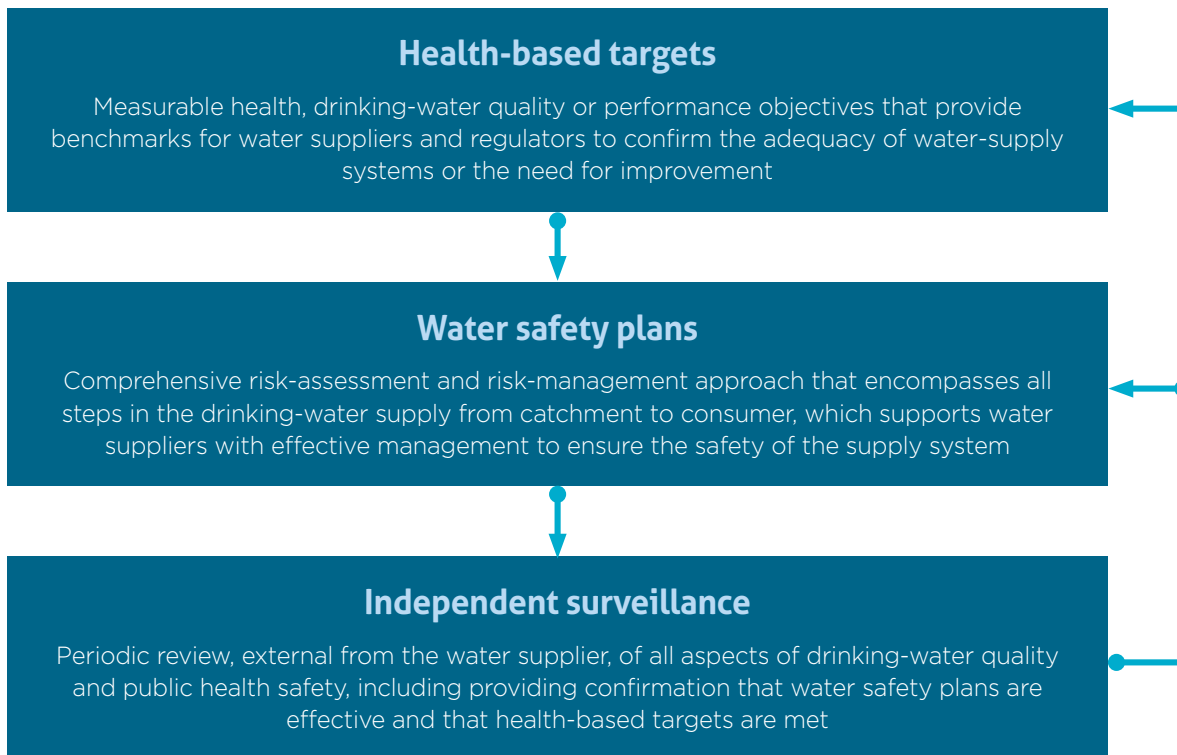 Health-based targets
Measurable health, drinking-water quality or performance objectives that provide
benchmarks for water suppliers and regulators to confirm the adequacy of water-supply
systems or the need for improvement
Water safety plans
Comprehensive risk-assessment and risk-management approach that encompasses all
steps in the drinking-water supply from catchment to consumer, which supports water
suppliers with effective management to ensure the safety of the supply system
Independent surveillance
Periodic review, external from the water supplier, of all aspects of drinking-water quality
and public health safety, including providing confirmation that water safety plans are
effective and that health-based targets are met